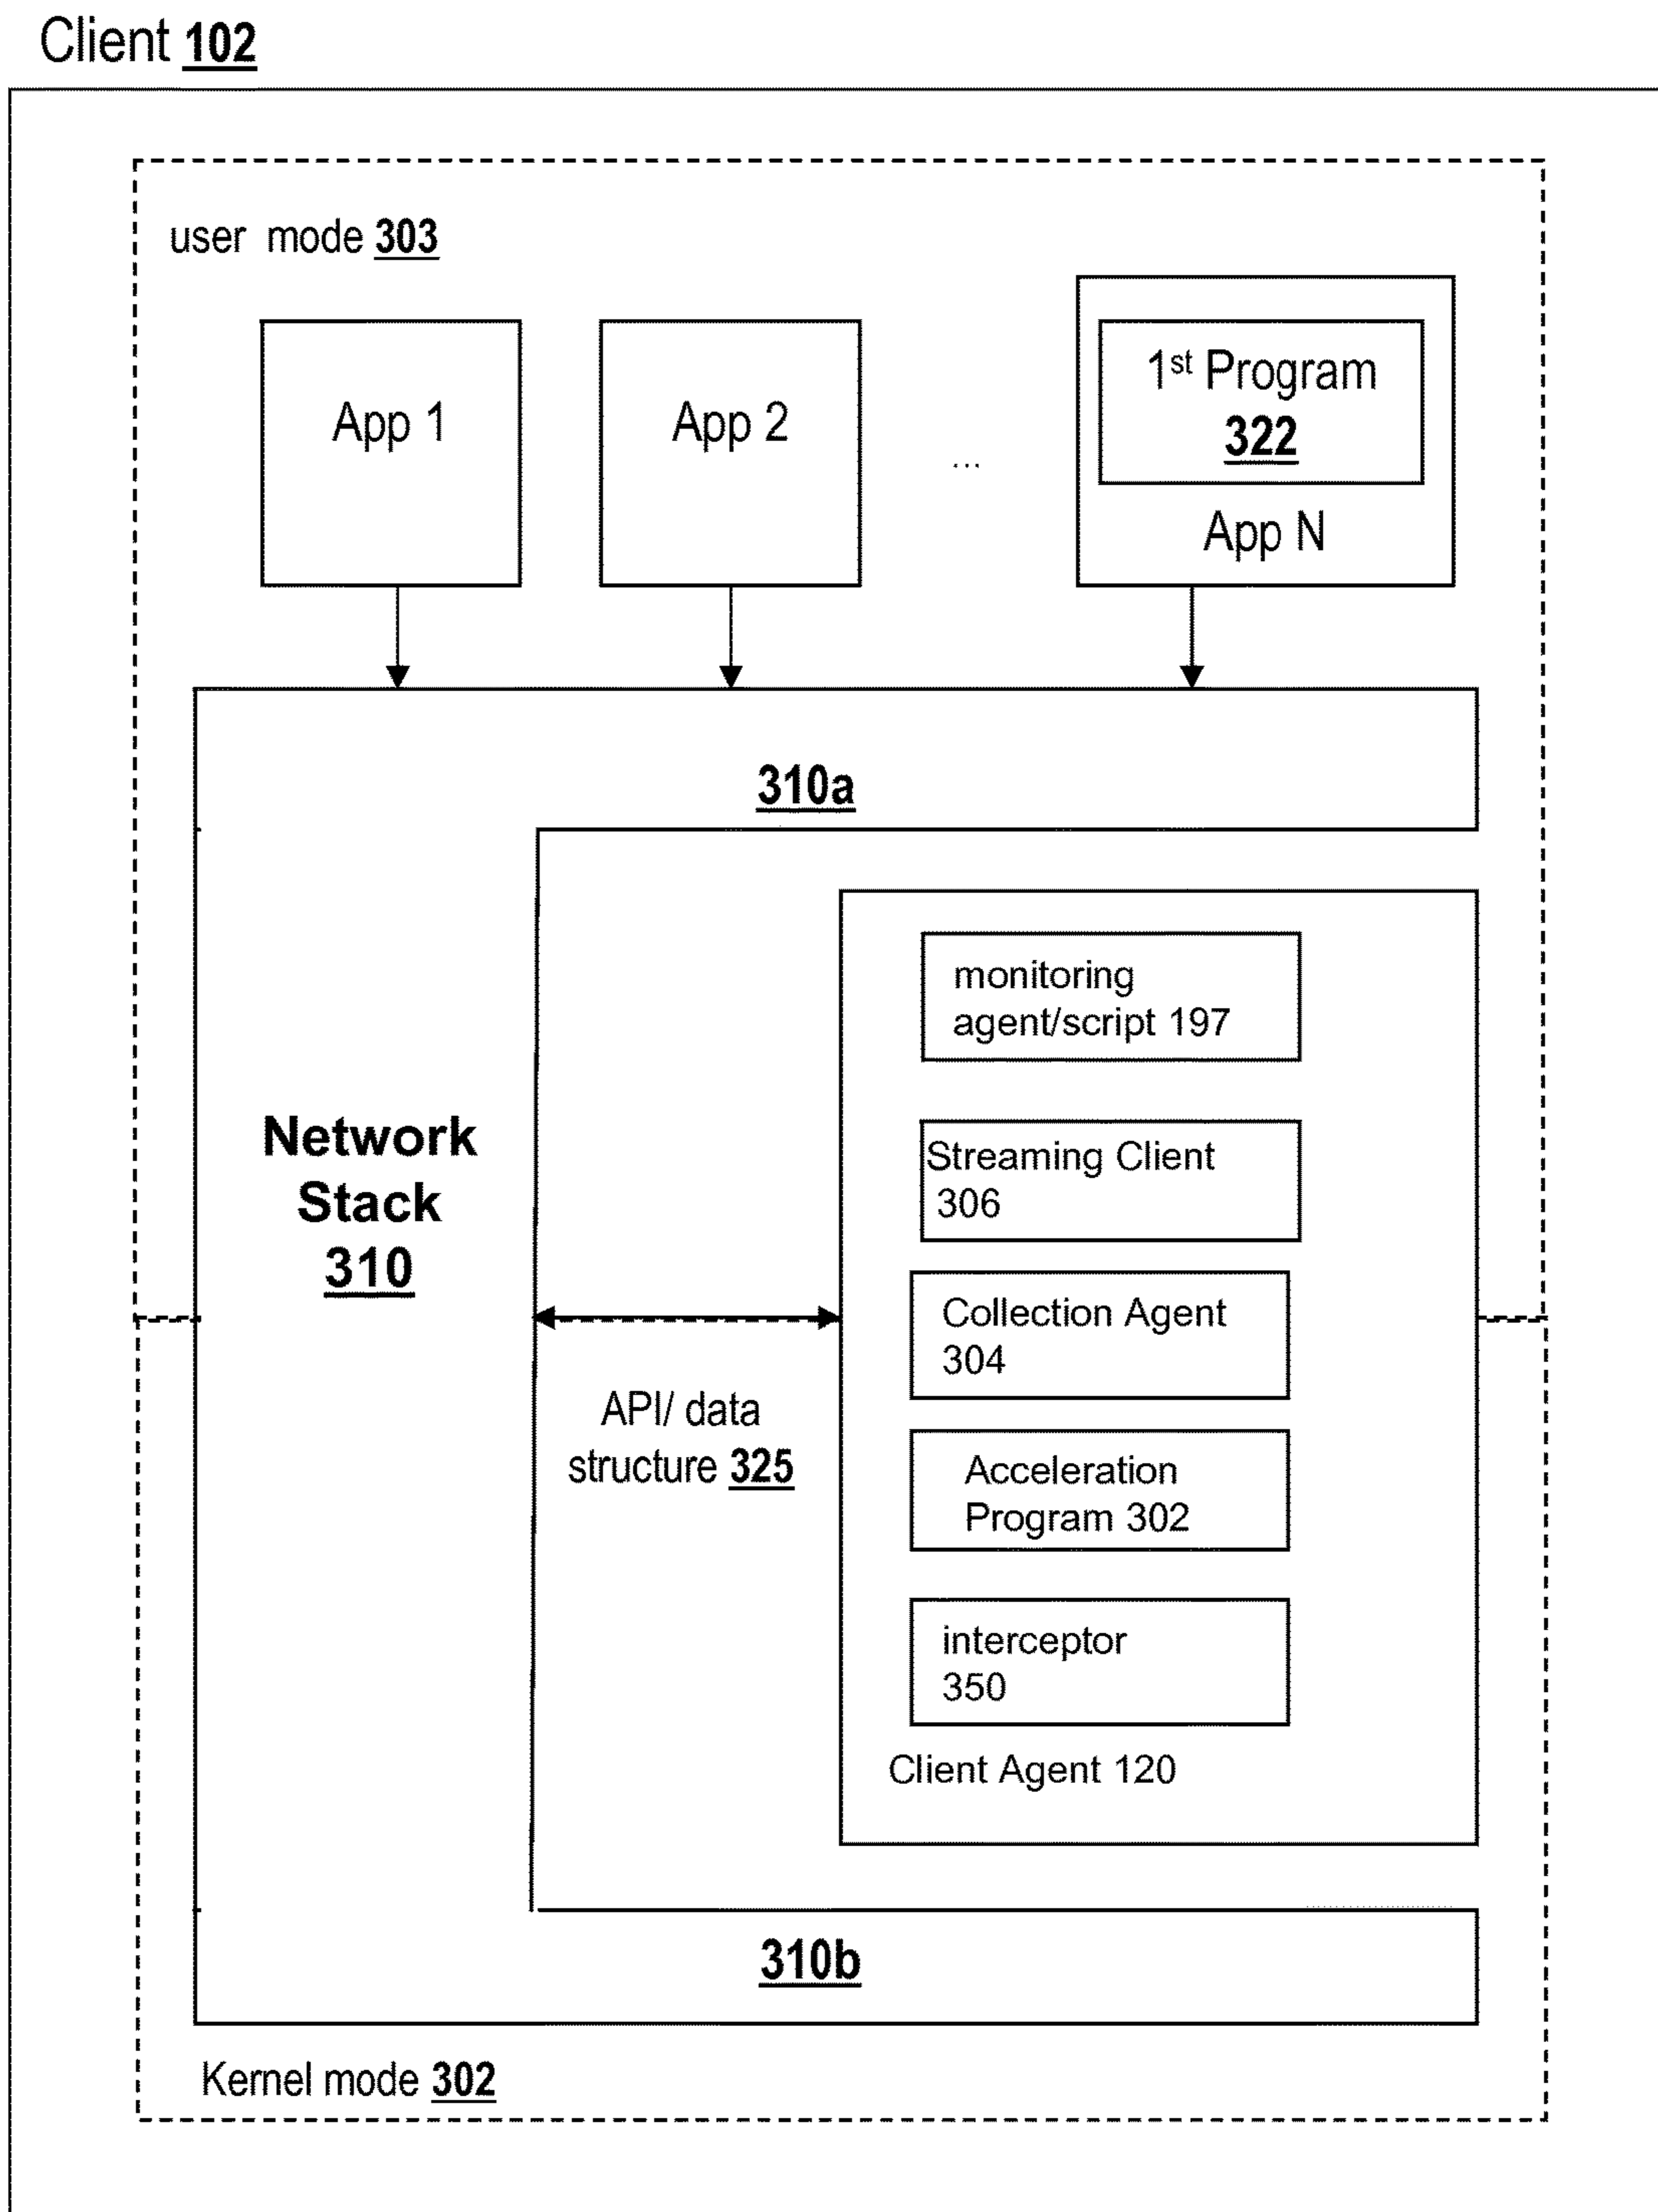 Client 102
user mode 303
App 1
App 2
...
1st Program
322
App N
310a
Network
Stack
310
API/ data
structure 325
monitoring
agent/script 197
Streaming Client
306
Collection Agent
304
Acceleration
Program 302
interceptor
350
Client Agent 120
310b
Kernel mode 302